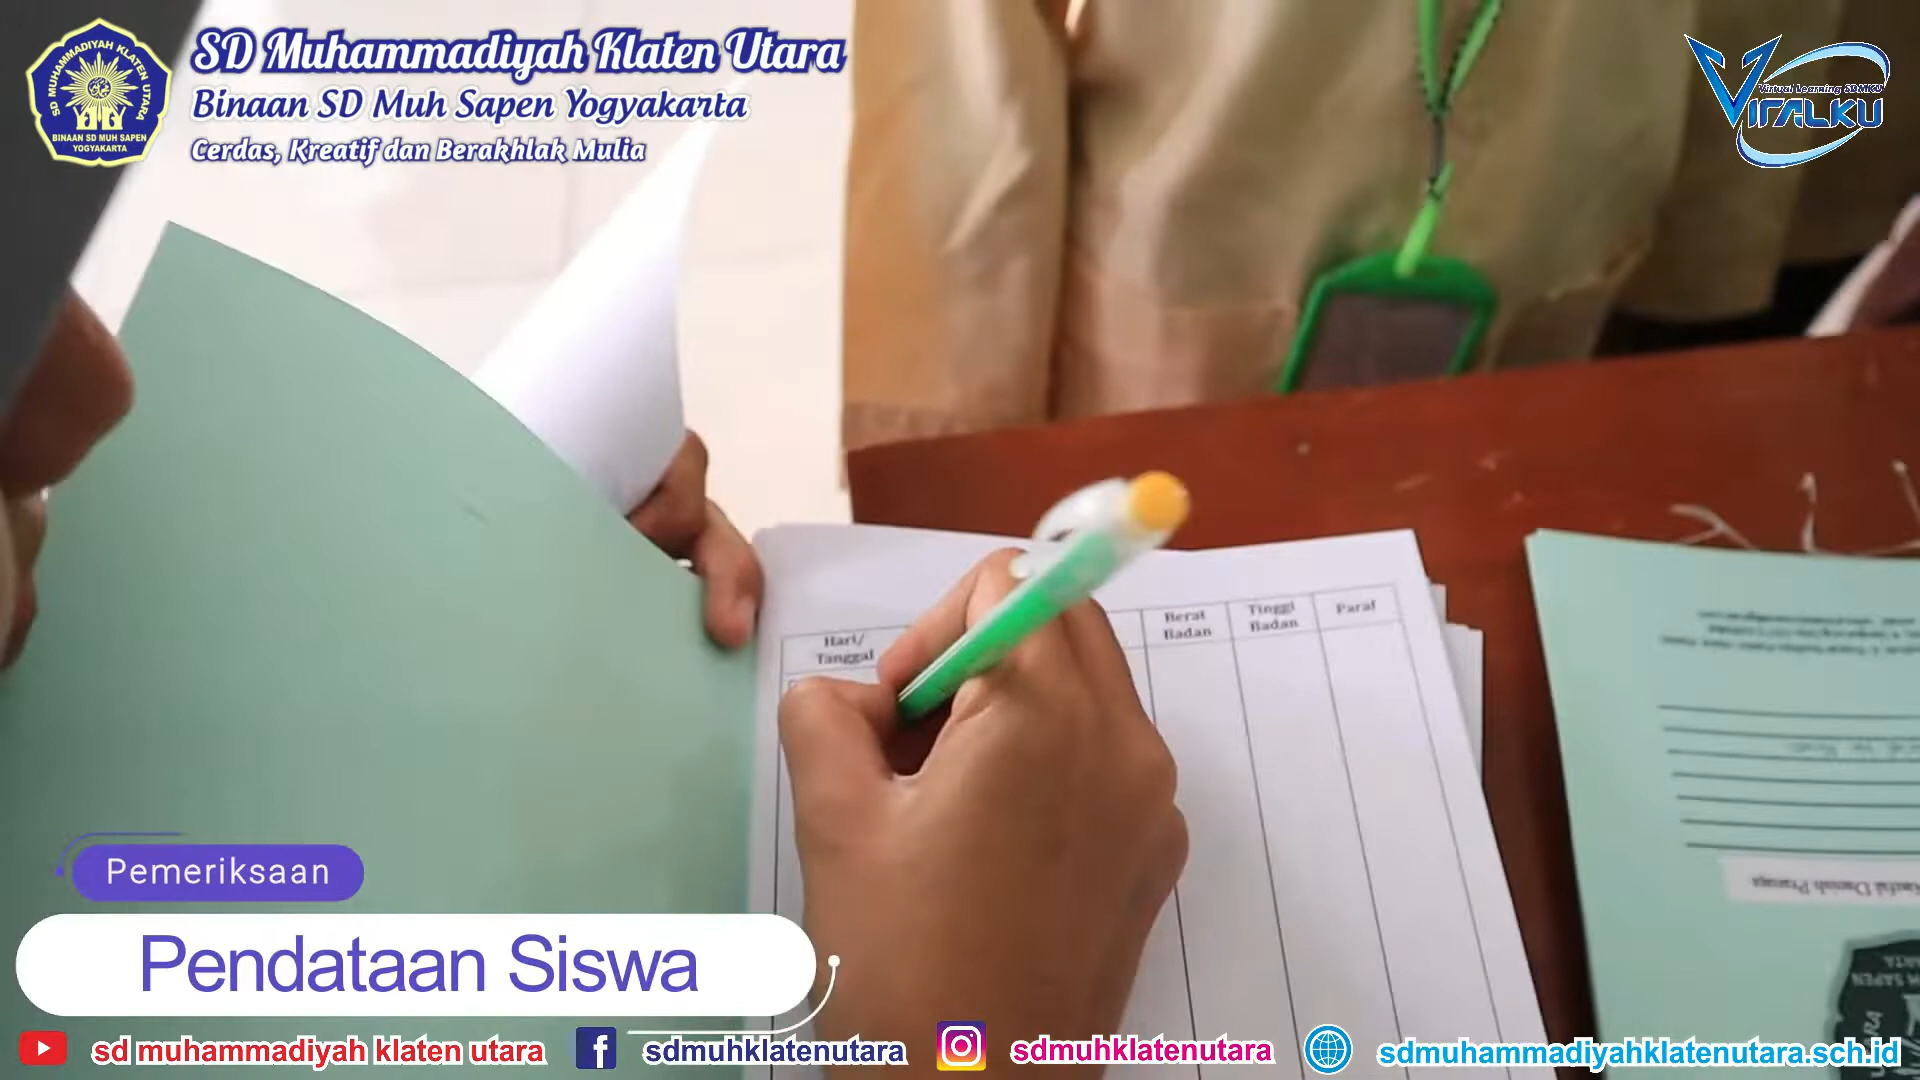 SD MUHAMMADIYAH KLATEN UTARA
BINAAN SD MUH SAPEN
YOGYAKARTA
SD Muhammadiyah Klaten Utara
Binaan SD Muh Sapen Yogyakarta
Cerdas, Kreatif dan Berakhlak Mulia
Virtual Learning SDMKU
VIRALKU
Hari/
Tanggal
Berat
Badan
Tinggi
Badan
Paraf
Pemeriksaan
Pendataan Siswa
sd muhammadiyah klaten utara
sdmuhklatenutara
sdmuhklatenutara
sdmuhammadiyahklatenutara.sch.id